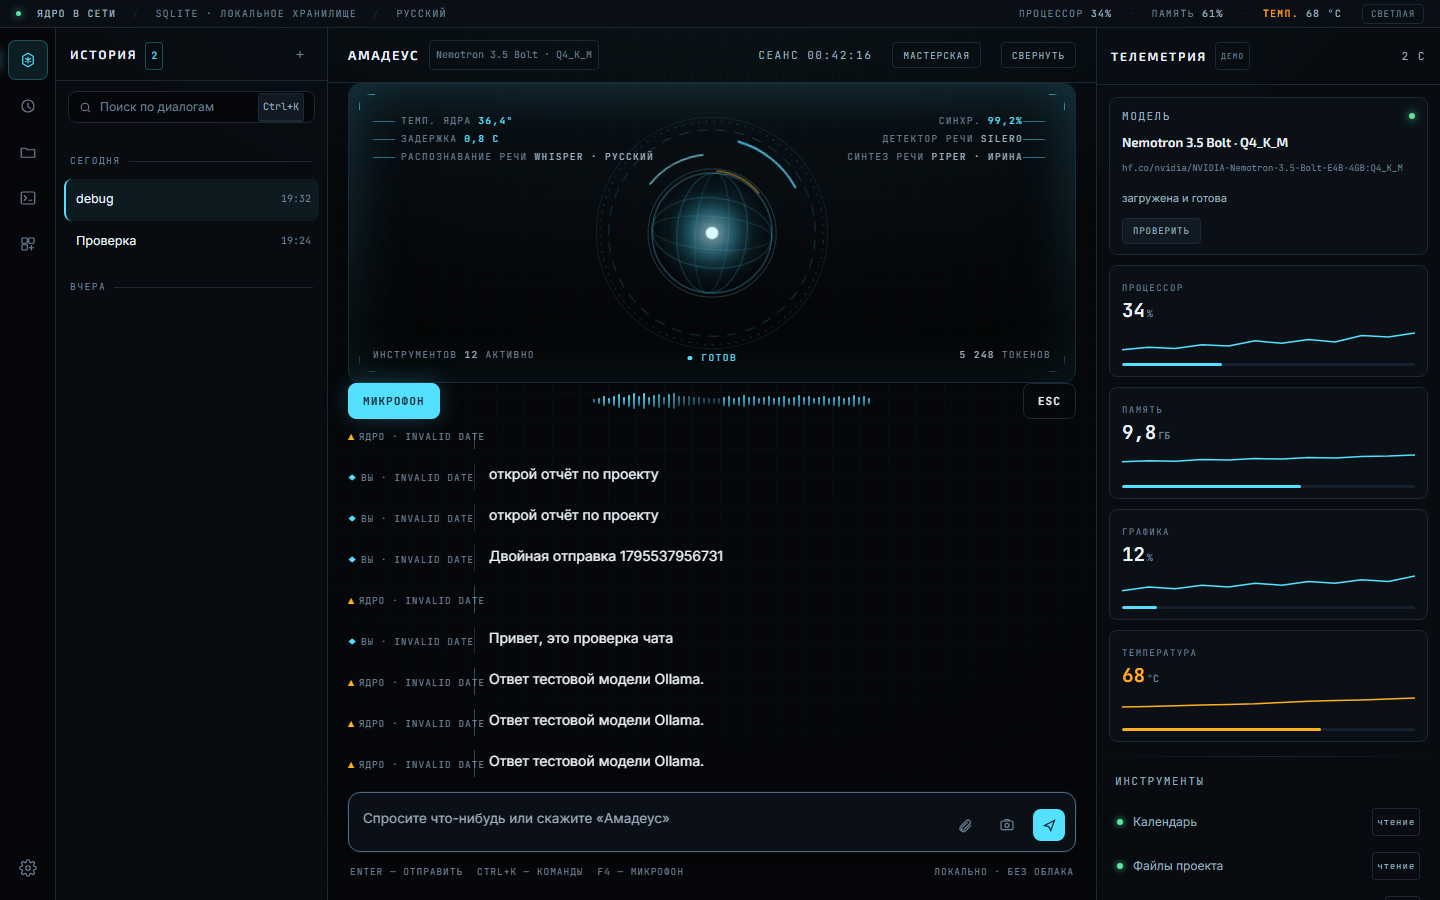 ЯДРО В СЕТИ / SQLITE · ЛОКАЛЬНОЕ ХРАНИЛИЩЕ / РУССКИЙ
ПРОЦЕССОР 34% · ПАМЯТЬ 61% · ТЕМП. 68 °C СВЕТЛАЯ
ИСТОРИЯ 2 +
Поиск по диалогам Ctrl+K
СЕГОДНЯ
debug 19:32
Проверка 19:24
ВЧЕРА
АМАДЕУС Nemotron 3.5 Bolt · Q4_K_M СЕАНС 00:42:16 МАСТЕРСКАЯ СВЕРНУТЬ
ТЕМП. ЯДРА 36,4°
ЗАДЕРЖКА 0,8 С
РАСПОЗНАВАНИЕ РЕЧИ WHISPER · РУССКИЙ
СИНХР. 99,2%
ДЕТЕКТОР РЕЧИ SILERO
СИНТЕЗ РЕЧИ PIPER · ИРИНА
ИНСТРУМЕНТОВ 12 АКТИВНО
ГОТОВ
5 248 ТОКЕНОВ
МИКРОФОН
ESC
ЯДРО · INVALID DATE
ВЫ · INVALID DATE открой отчёт по проекту
ВЫ · INVALID DATE открой отчёт по проекту
ВЫ · INVALID DATE Двойная отправка 1795537956731
ЯДРО · INVALID DATE
ВЫ · INVALID DATE Привет, это проверка чата
ЯДРО · INVALID DATE Ответ тестовой модели Ollama.
ЯДРО · INVALID DATE Ответ тестовой модели Ollama.
ЯДРО · INVALID DATE Ответ тестовой модели Ollama.
Спросите что-нибудь или скажите «Амадеус»
ENTER — ОТПРАВИТЬ CTRL+K — КОМАНДЫ F4 — МИКРОФОН
ЛОКАЛЬНО · БЕЗ ОБЛАКА
ТЕЛЕМЕТРИЯ ДЕМО 2 С
МОДЕЛЬ
Nemotron 3.5 Bolt · Q4_K_M
hf.co/nvidia/NVIDIA-Nemotron-3.5-Bolt-E4B-4GB:Q4_K_M
загружена и готова
ПРОВЕРИТЬ
ПРОЦЕССОР
34%
ПАМЯТЬ
9,8 ГБ
ГРАФИКА
12%
ТЕМПЕРАТУРА
68 °C
ИНСТРУМЕНТЫ
Календарь чтение
Файлы проекта чтение